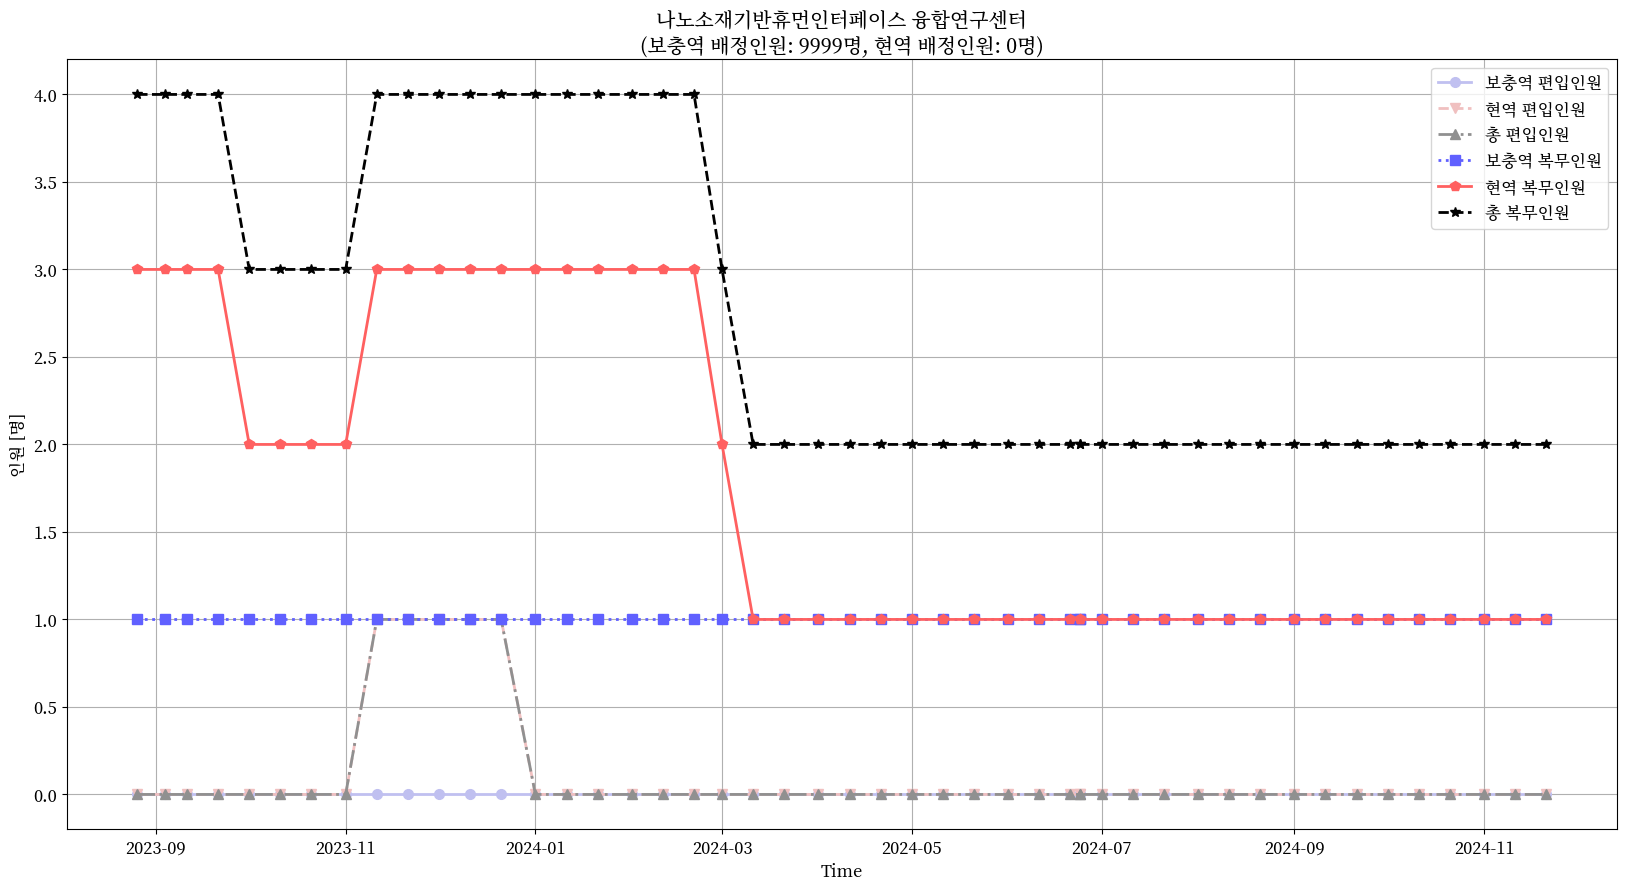 나노소재기반휴먼인터페이스 융합연구센터
(보충역 배정인원: 9999명, 현역 배정인원: 0명)
보충역 편입인원
현역 편입인원
총 편입인원
보충역 복무인원
현역 복무인원
총 복무인원
인원 [명]
4.0
3.5
3.0
2.5
2.0
1.5
1.0
0.5
0.0
2023-09
2023-11
2024-01
2024-03
2024-05
2024-07
2024-09
2024-11
Time